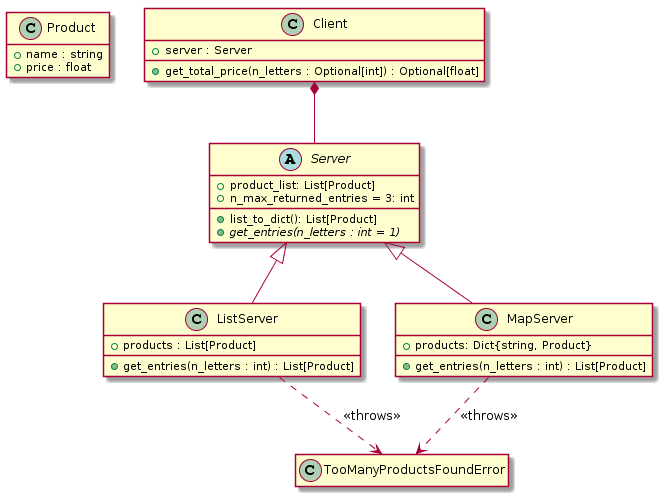 C Product
name : string
price : float
C Client
server : Server
get_total_price(n_letters : Optional[int]) : Optional[float]
A Server
product_list: List[Product]
n_max_returned_entries = 3: int
list_to_dict(): List[Product]
get_entries(n_letters : int = 1)
C ListServer
products : List[Product]
get_entries(n_letters : int) : List[Product]
C MapServer
products: Dict{string, Product}
get_entries(n_letters : int) : List[Product]
«throws»
«throws»
C TooManyProductsFoundError